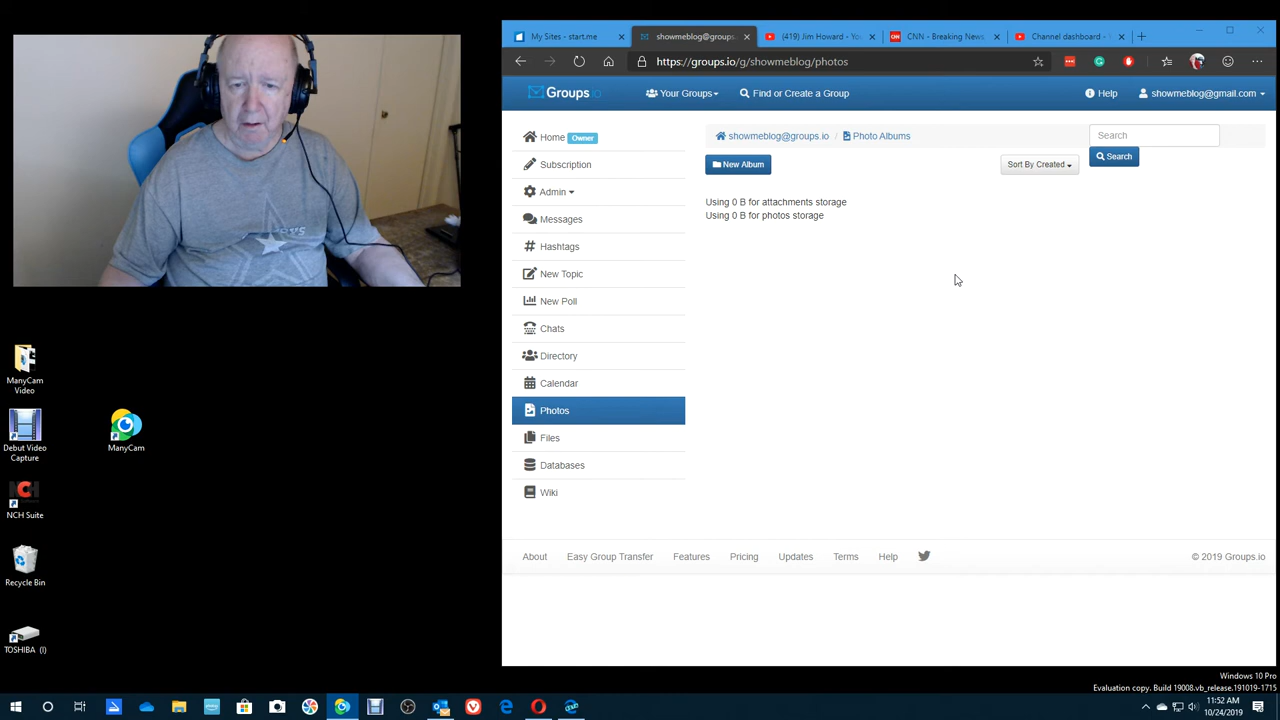 My Sites - start.me
showmeblog@groups.
(419) Jim Howard - Yo
CNN - Breaking News
Channel dashboard -
https://groups.io/g/showmeblog/photos
Groups.io
Your Groups
Find or Create a Group
Help
showmeblog@gmail.com
Home Owner
Subscription
Admin
Messages
Hashtags
New Topic
New Poll
Chats
Directory
Calendar
Photos
Files
Databases
Wiki
showmeblog@groups.io / Photo Albums
Search
Search
New Album
Sort By Created
Using 0 B for attachments storage
Using 0 B for photos storage
About
Easy Group Transfer
Features
Pricing
Updates
Terms
Help
© 2019 Groups.io
ManyCam
Video
Debut Video
Capture
ManyCam
NCH
NCH Suite
Recycle Bin
TOSHIBA (I)
Windows 10 Pro
Evaluation copy. Build 19008.vb_release.191019-1715
11:52 AM
10/24/2019